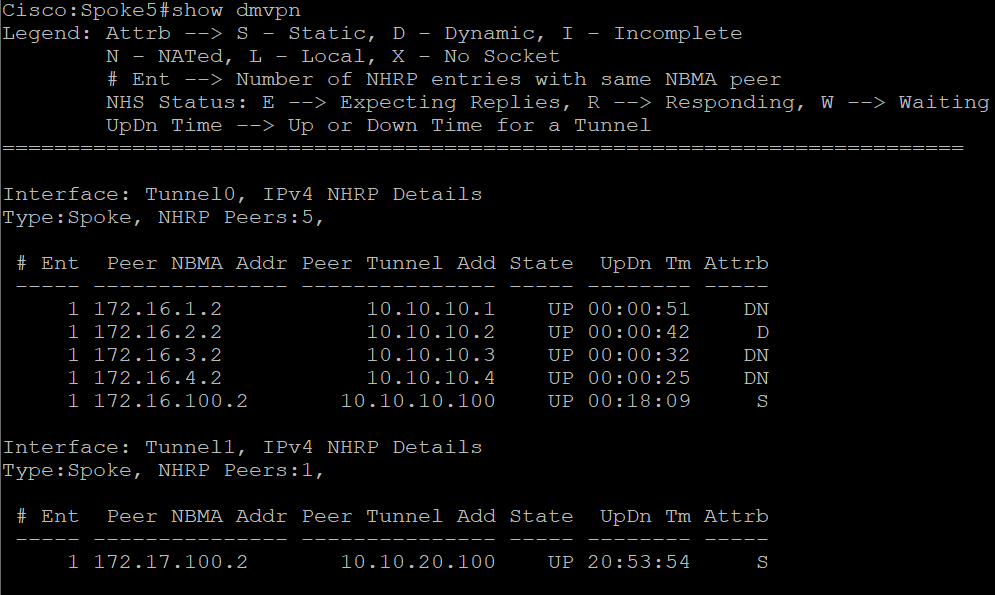 Cisco:Spoke5#show dmvpn
Legend: Attrb --> S - Static, D - Dynamic, I - Incomplete
        N - NATed, L - Local, X - No Socket
        # Ent --> Number of NHRP entries with same NBMA peer
        NHS Status: E --> Expecting Replies, R --> Responding, W --> Waiting
        UpDn Time --> Up or Down Time for a Tunnel
==========================================================================

Interface: Tunnel0, IPv4 NHRP Details
Type:Spoke, NHRP Peers:5,

 # Ent  Peer NBMA Addr Peer Tunnel Add State  UpDn Tm Attrb
 ----- --------------- --------------- ----- -------- -----
     1 172.16.1.2           10.10.10.1    UP 00:00:51    DN
     1 172.16.2.2           10.10.10.2    UP 00:00:42     D
     1 172.16.3.2           10.10.10.3    UP 00:00:32    DN
     1 172.16.4.2           10.10.10.4    UP 00:00:25    DN
     1 172.16.100.2       10.10.10.100    UP 00:18:09     S

Interface: Tunnel1, IPv4 NHRP Details
Type:Spoke, NHRP Peers:1,

 # Ent  Peer NBMA Addr Peer Tunnel Add State  UpDn Tm Attrb
 ----- --------------- --------------- ----- -------- -----
     1 172.17.100.2       10.10.20.100    UP 20:53:54     S